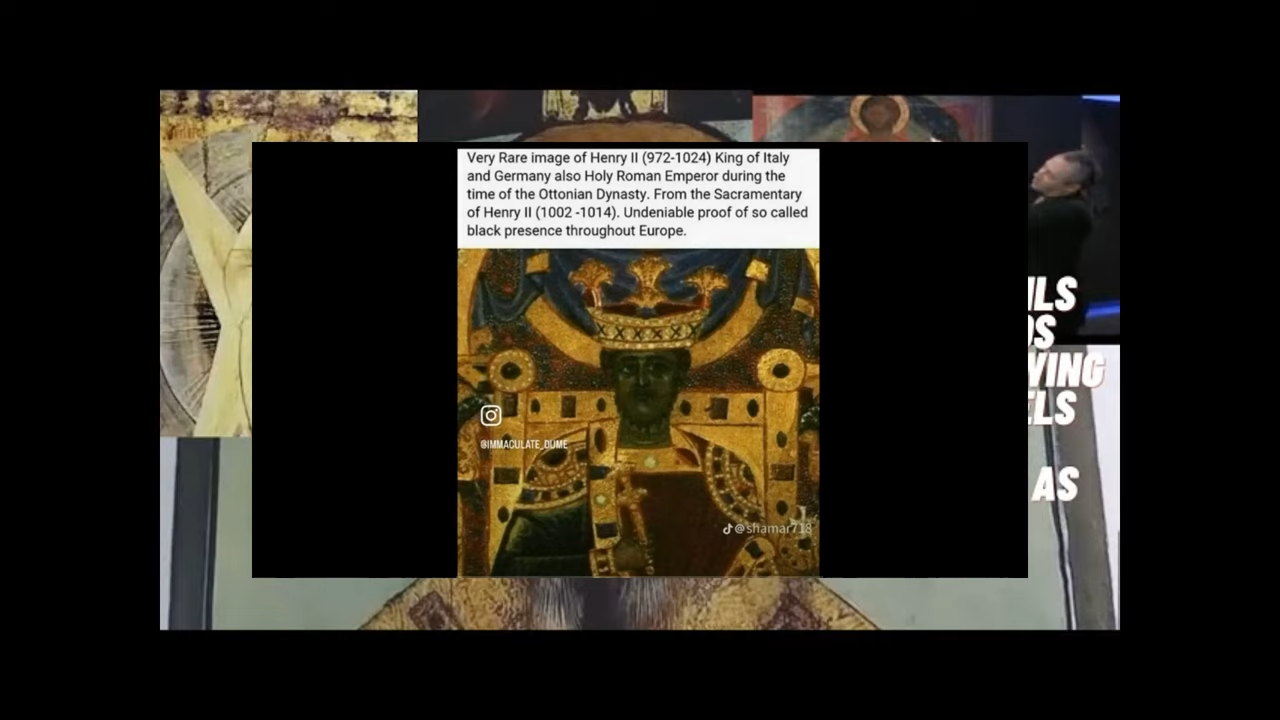 Very Rare image of Henry II (972-1024) King of Italy
and Germany also Holy Roman Emperor during the
time of the Ottonian Dynasty. From the Sacramentary
of Henry II (1002 -1014). Undeniable proof of so called
black presence throughout Europe.
@IMMACULATE_DUME
@shamar718
AS